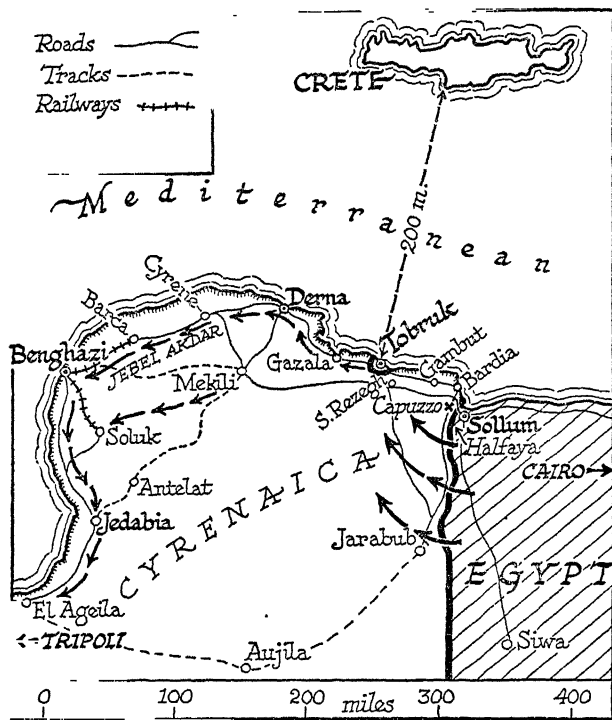 Roads
Tracks
Railways
CRETE
Mediterranean
200 m.
Cyrene
Barca
Derna
Tobruk
Benghazi
JEBEL AKDAR
Gazala
Gambut
Bardia
Mekili
S. Rezegh
Capuzzo
Sollum
Halfaya
Soluk
CAIRO
Antelat
CYRENAICA
Jedabia
Jarabub
EGYPT
El Ageila
TRIPOLI
Aujila
Siwa
0 100 miles 200 300 400